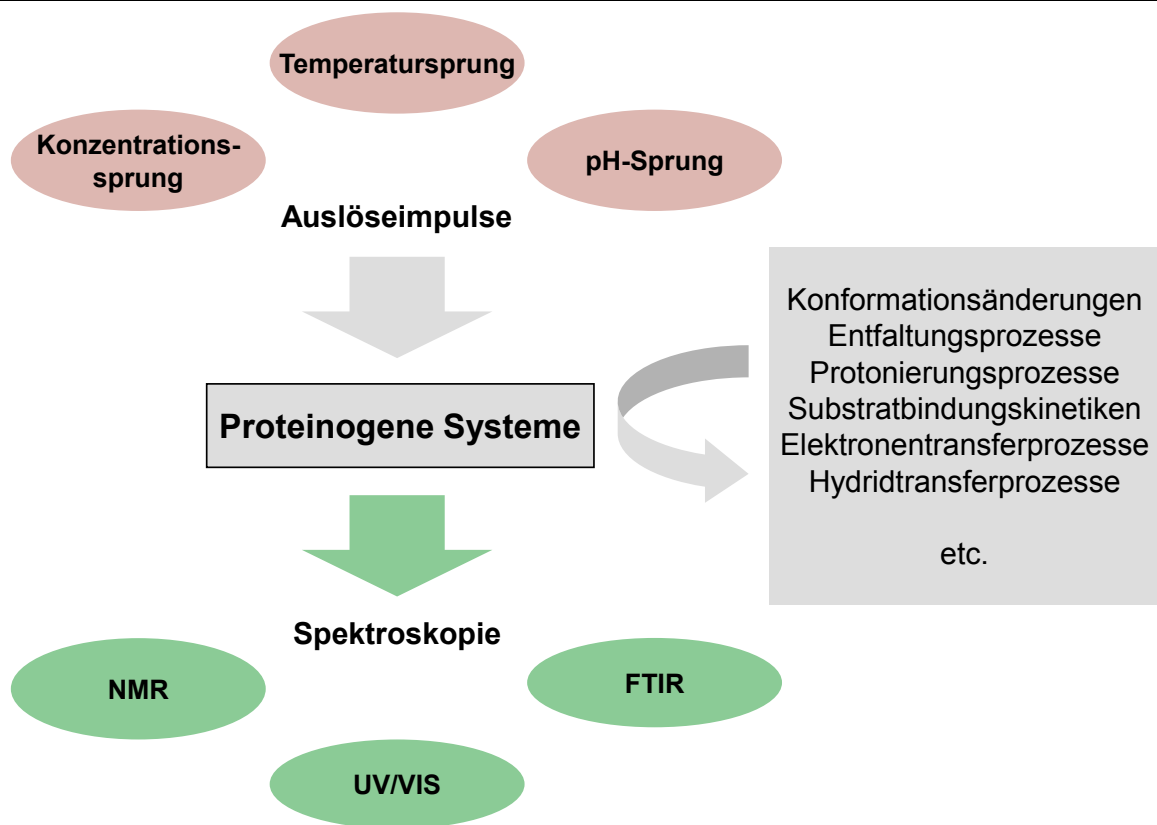 Temperatursprung
Konzentrations-
sprung
pH-Sprung
Auslöseimpulse
Konformationsänderungen
Entfaltungsprozesse
Protonierungsprozesse
Substratbindungskinetiken
Elektronentransferprozesse
Hydridtransferprozesse
etc.
Proteinogene Systeme
Spektroskopie
NMR
FTIR
UV/VIS